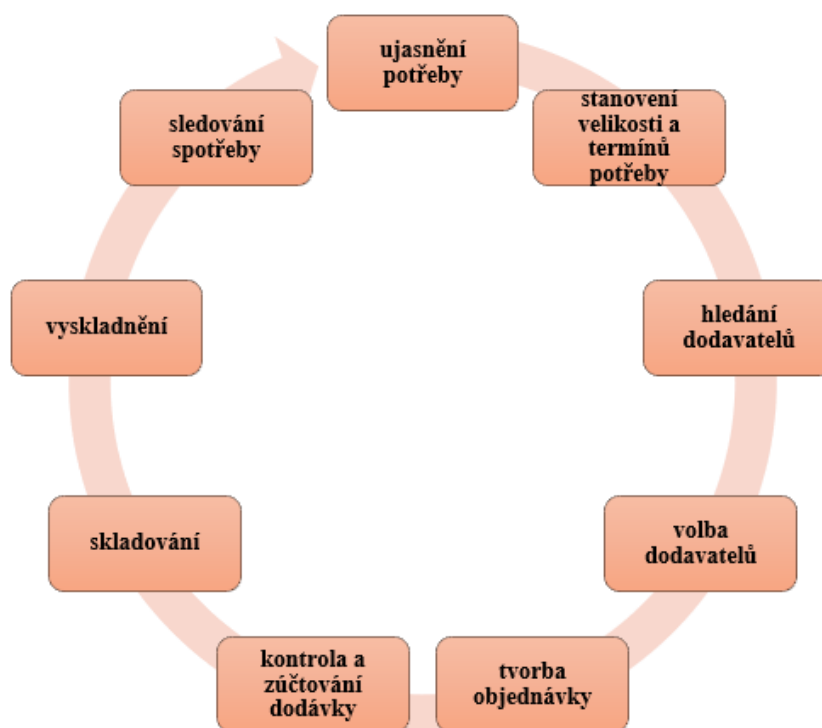 ujasnění
potřeby
stanovení
velikosti a
termínů
potřeby
hledání
dodavatelů
volba
dodavatelů
tvorba
objednávky
kontrola a
zúčtování
dodávky
skladování
vyskladnění
sledování
spotřeby